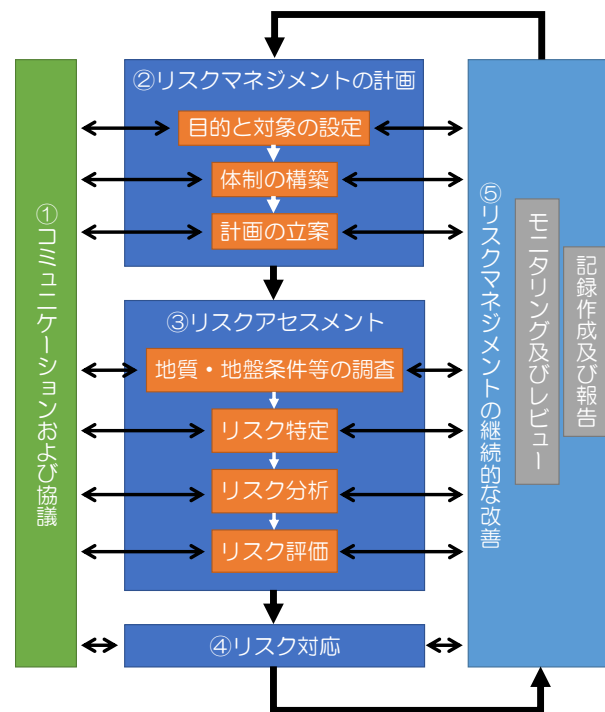 ①コミュニケーションおよび協議
②リスクマネジメントの計画
目的と対象の設定
体制の構築
計画の立案
③リスクアセスメント
地質・地盤条件等の調査
リスク特定
リスク分析
リスク評価
④リスク対応
⑤リスクマネジメントの継続的な改善
モニタリング及びレビュー
記録作成及び報告